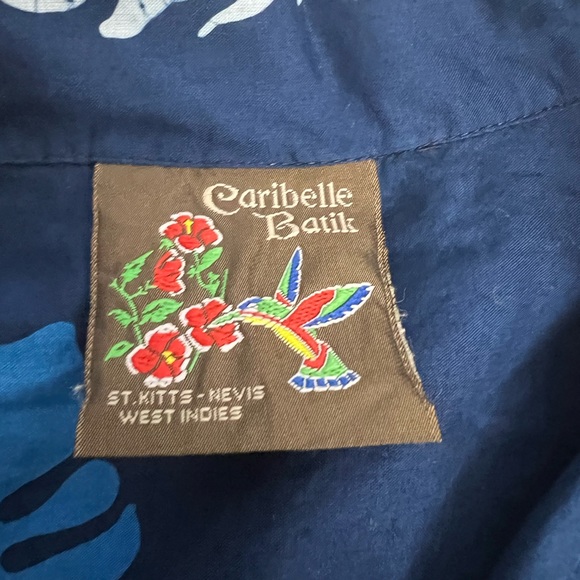 Caribelle
Batik
ST.KITTS - NEVIS
WEST INDIES